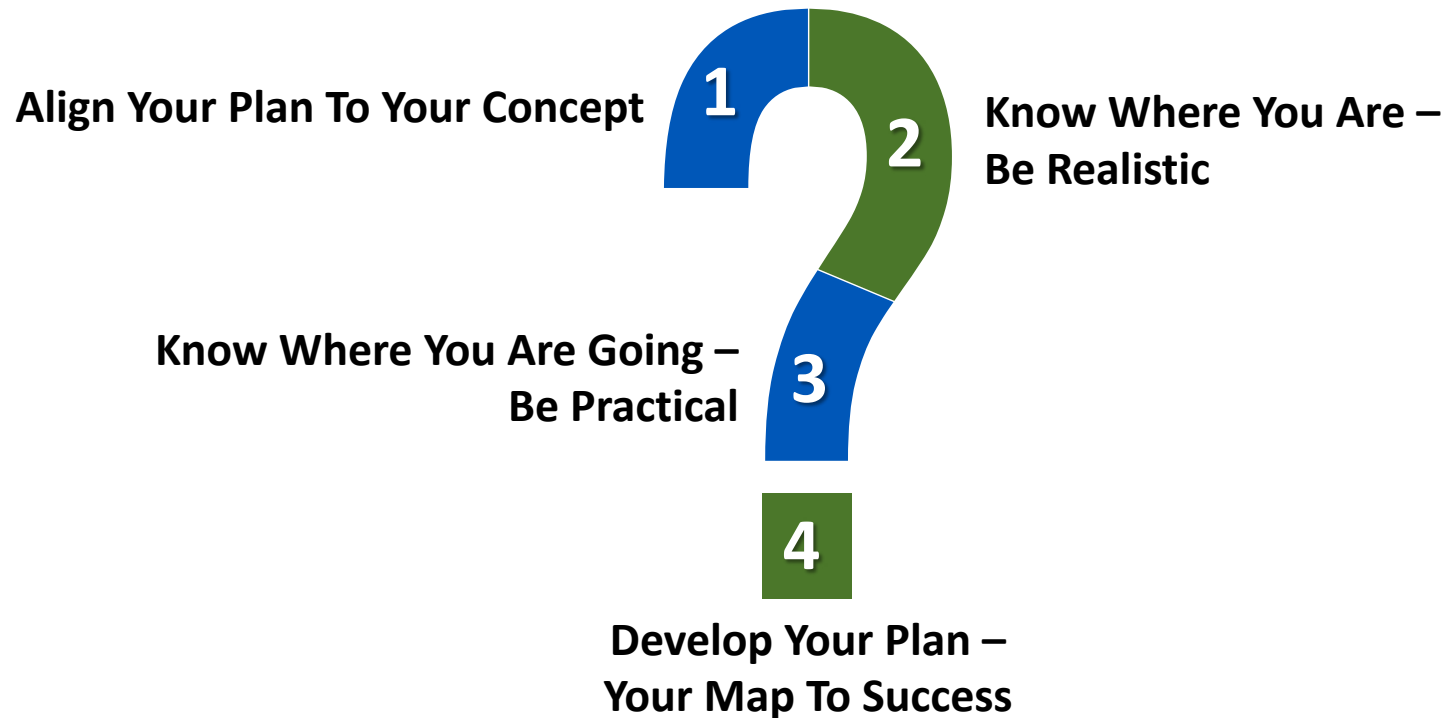 1
Align Your Plan To Your Concept
2
Know Where You Are –
Be Realistic
3
Know Where You Are Going –
Be Practical
4
Develop Your Plan –
Your Map To Success